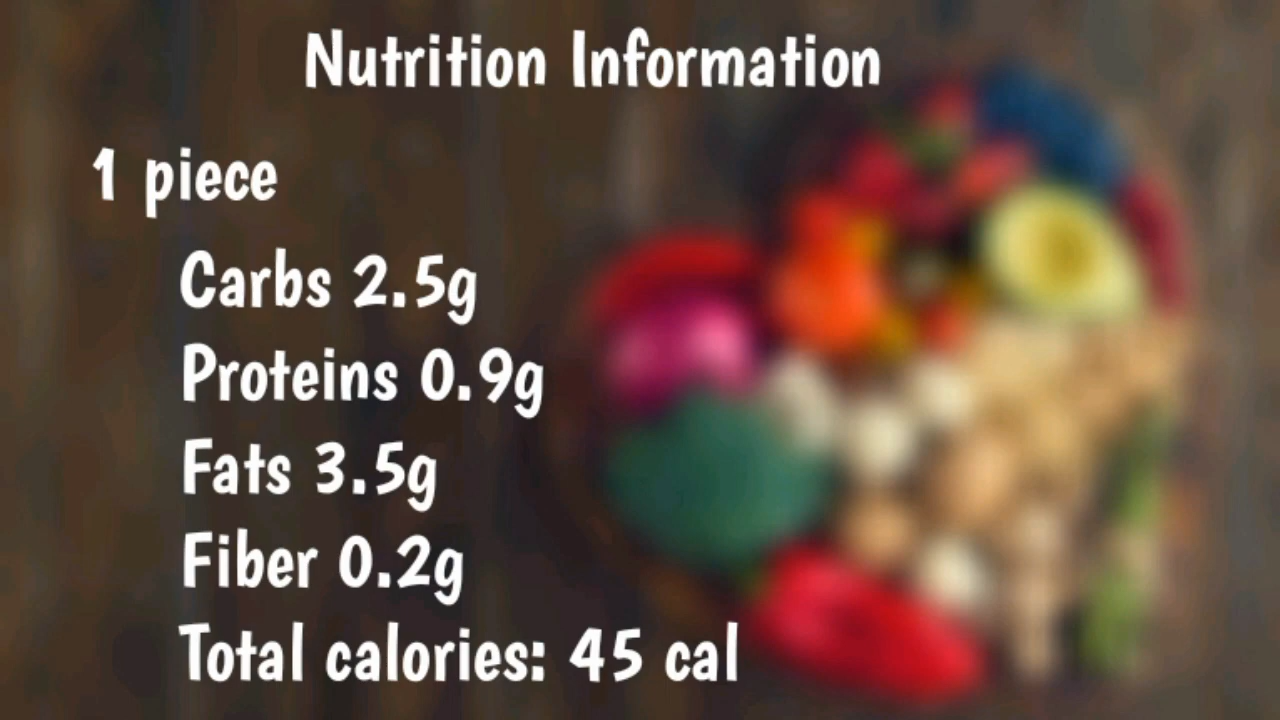 Nutrition Information
1 piece
Carbs 2.5g
Proteins 0.9g
Fats 3.5g
Fiber 0.2g
Total calories: 45 cal